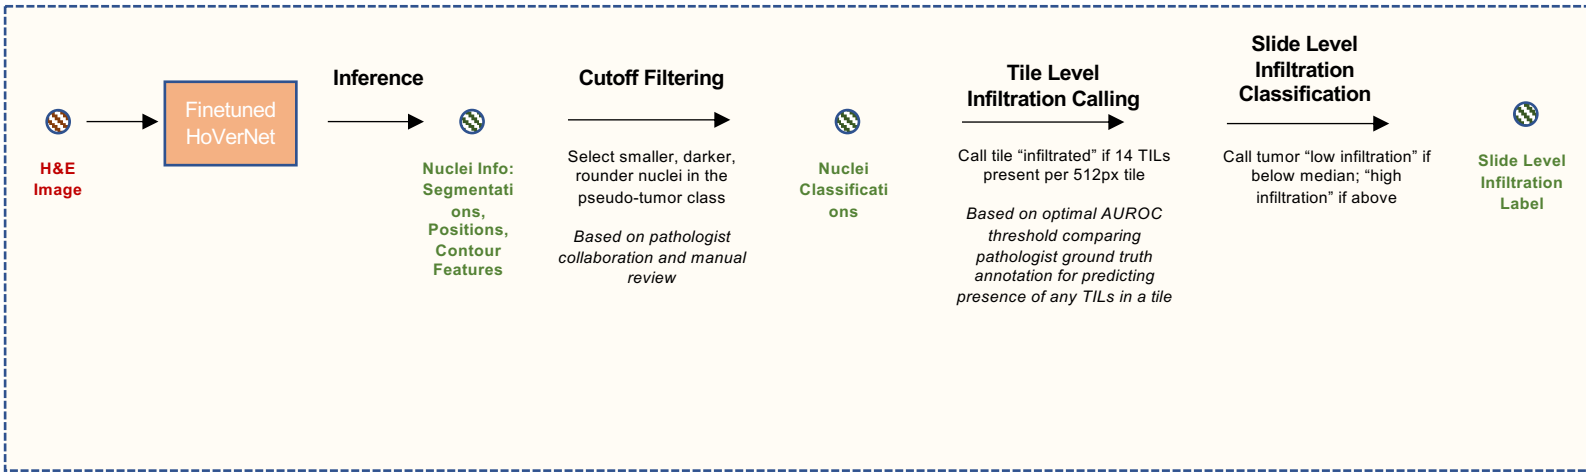 H&E
Image
Finetuned
HoVerNet
Inference
Nuclei Info:
Segmentati
ons,
Positions,
Contour
Features
Cutoff Filtering
Select smaller, darker,
rounder nuclei in the
pseudo-tumor class
Based on pathologist
collaboration and manual
review
Nuclei
Classificati
ons
Tile Level
Infiltration Calling
Call tile “infiltrated” if 14 TILs
present per 512px tile
Based on optimal AUROC
threshold comparing
pathologist ground truth
annotation for predicting
presence of any TILs in a tile
Slide Level
Infiltration
Classification
Call tumor “low infiltration” if
below median; “high
infiltration” if above
Slide Level
Infiltration
Label